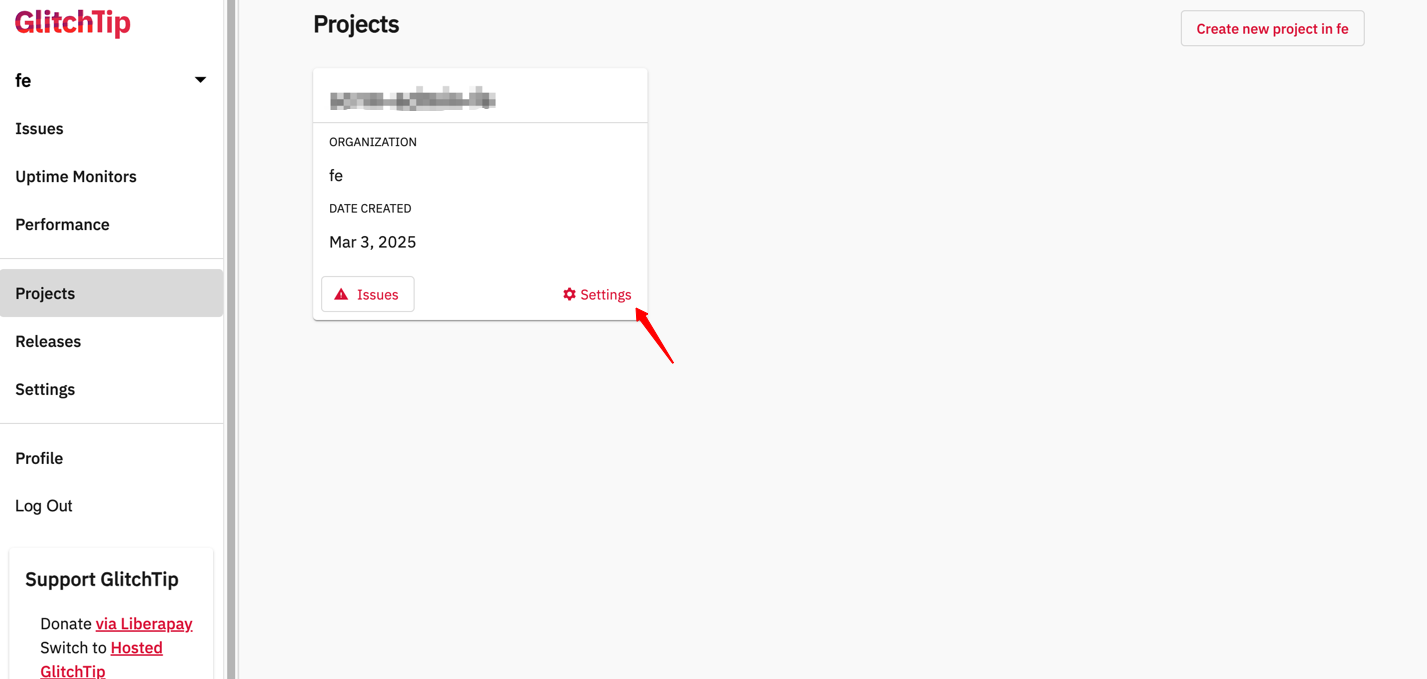 GlitchTip
fe
Issues
Uptime Monitors
Performance
Projects
Releases
Settings
Profile
Log Out
Support GlitchTip
Donate via Liberapay
Switch to Hosted
GlitchTip
Projects
Create new project in fe
ORGANIZATION
fe
DATE CREATED
Mar 3, 2025
Issues
Settings